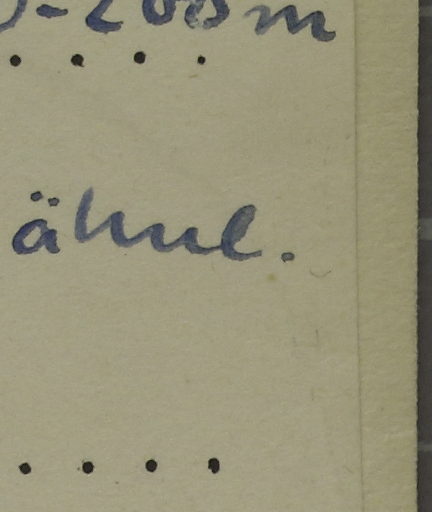 -200m
. . . .
ähnl.
. . . .